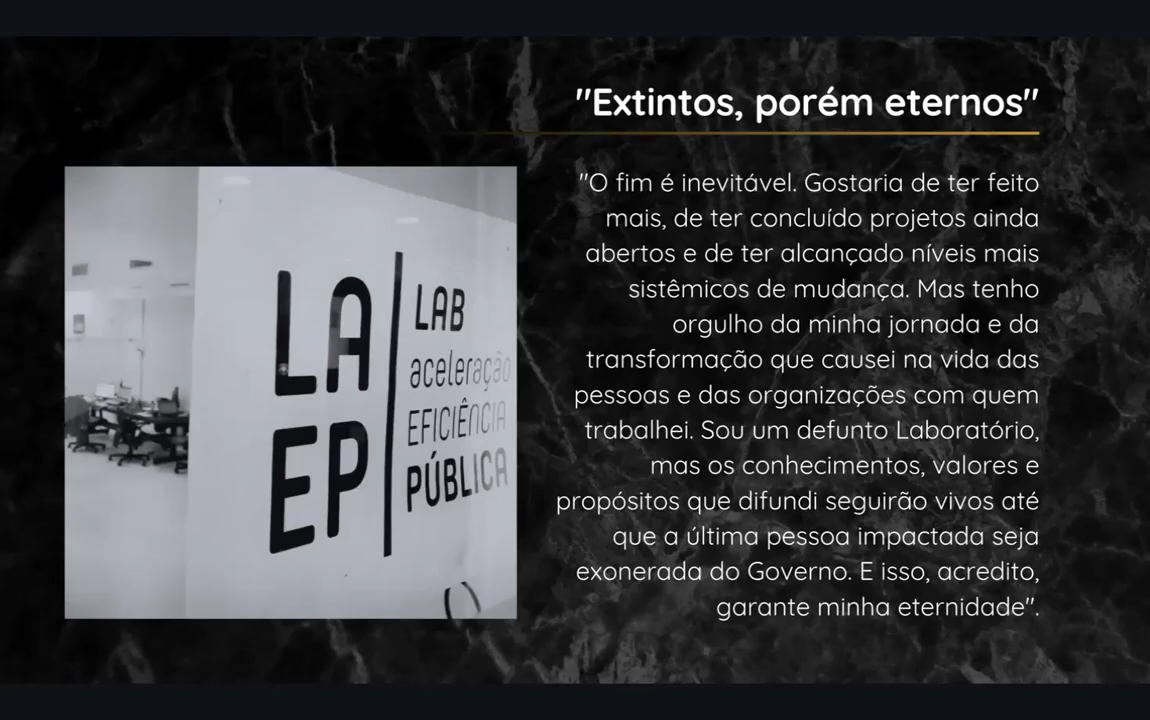 "Extintos, porém eternos"
"O fim é inevitável. Gostaria de ter feito
mais, de ter concluído projetos ainda
abertos e de ter alcançado níveis mais
sistêmicos de mudança. Mas tenho
orgulho da minha jornada e da
transformação que causei na vida das
pessoas e das organizações com quem
trabalhei. Sou um defunto Laboratório,
mas os conhecimentos, valores e
propósitos que difundi seguirão vivos até
que a última pessoa impactada seja
exonerada do Governo. E isso, acredito,
garante minha eternidade".
LA
EP
LAB
aceleração
EFICIÊNCIA
PÚBLICA